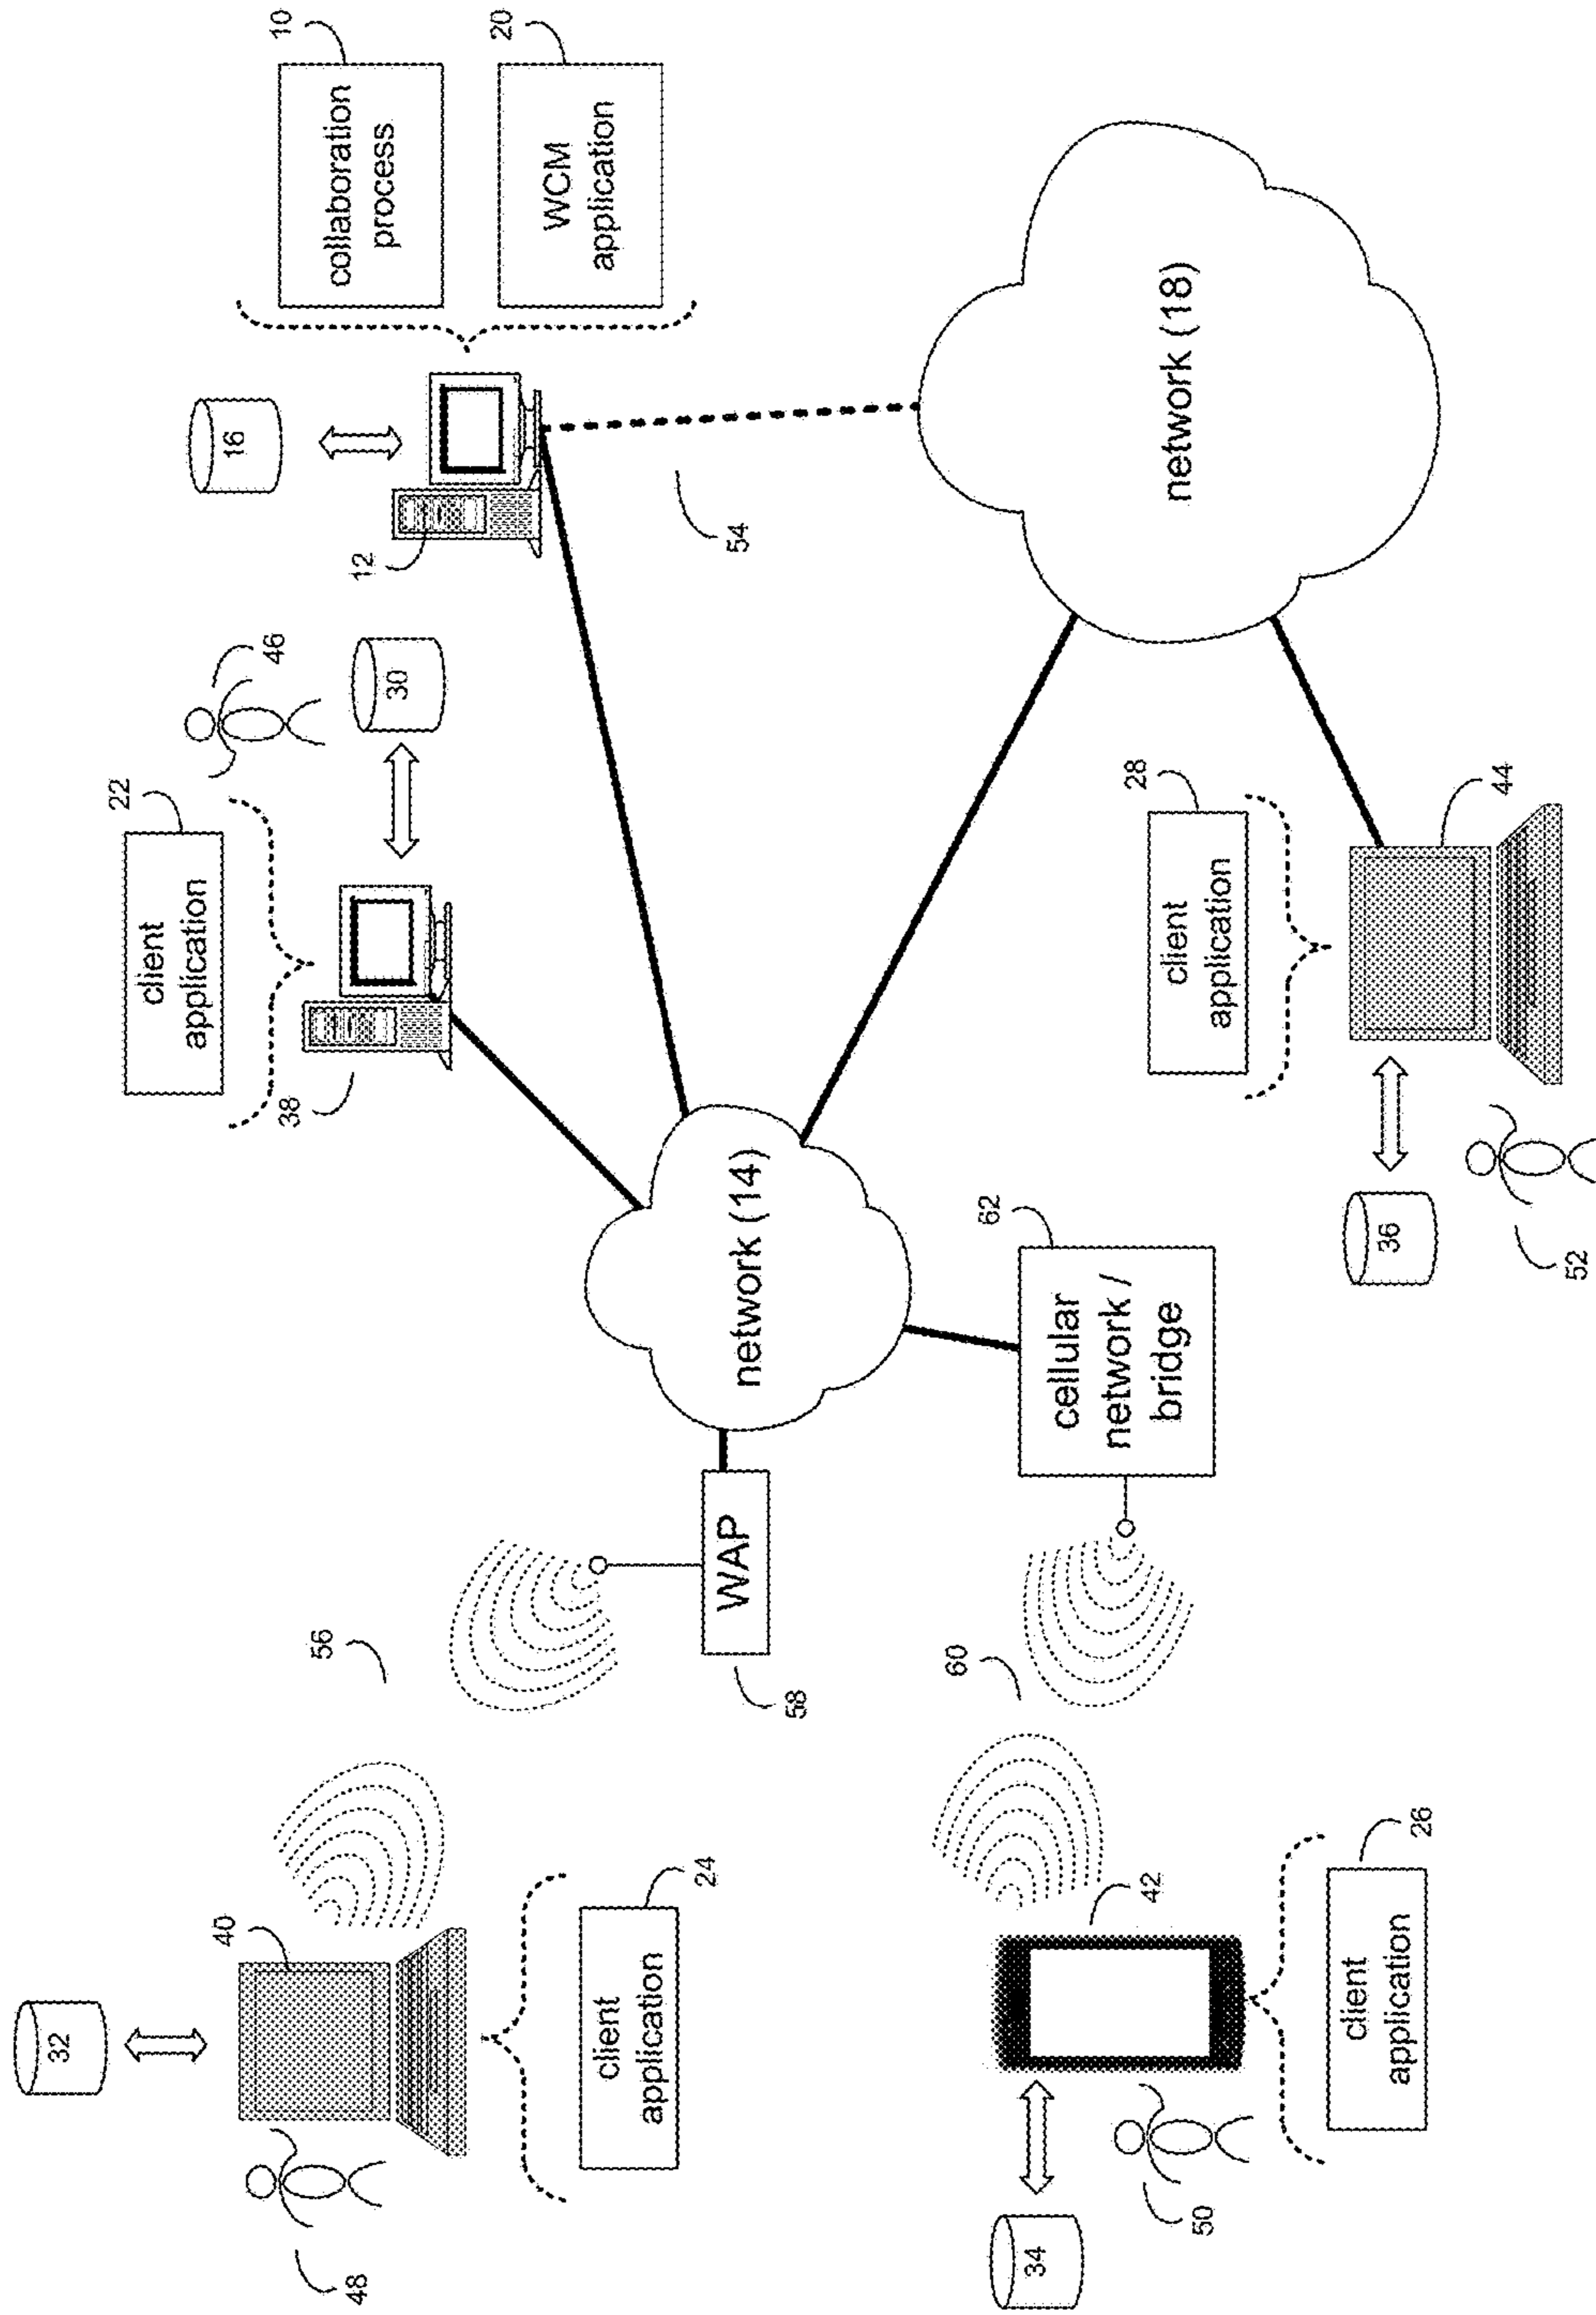 32
40
48
client
application
24
56
WAP
58
client
application
22
38
46
30
16
12
collaboration
process
10
WCM
application
20
54
network (14)
network (18)
34
42
50
client
application
26
60
cellular
network /
bridge
62
client
application
28
44
36
52